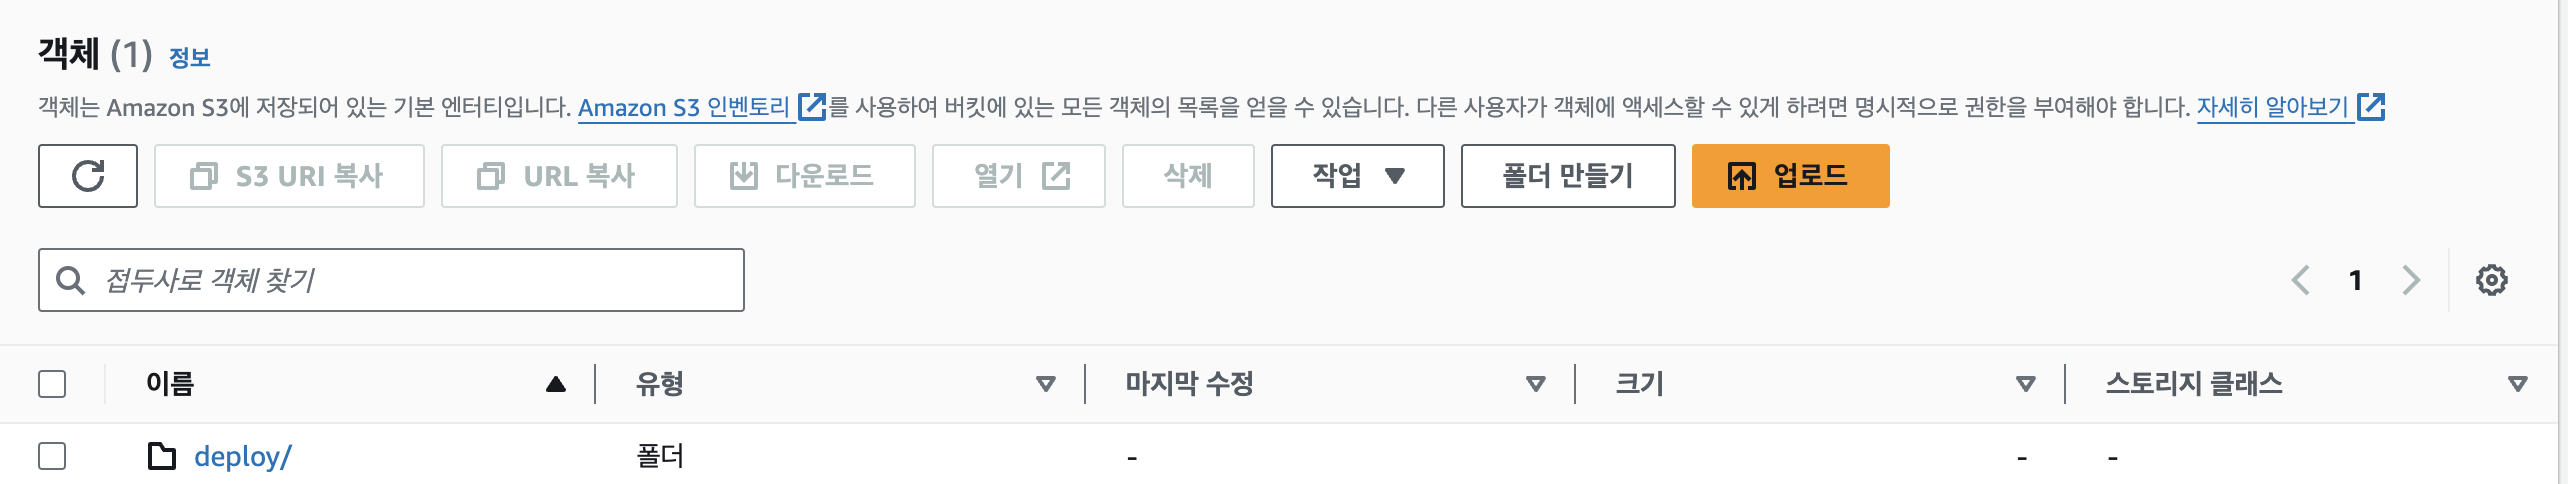 객체 (1) 정보
객체는 Amazon S3에 저장되어 있는 기본 엔터티입니다. Amazon S3 인벤토리 를 사용하여 버킷에 있는 모든 객체의 목록을 얻을 수 있습니다. 다른 사용자가 객체에 액세스할 수 있게 하려면 명시적으로 권한을 부여해야 합니다. 자세히 알아보기
S3 URI 복사 URL 복사 다운로드 열기 삭제 작업 폴더 만들기 업로드
접두사로 객체 찾기 1
이름 유형 마지막 수정 크기 스토리지 클래스
deploy/ 폴더 - - -